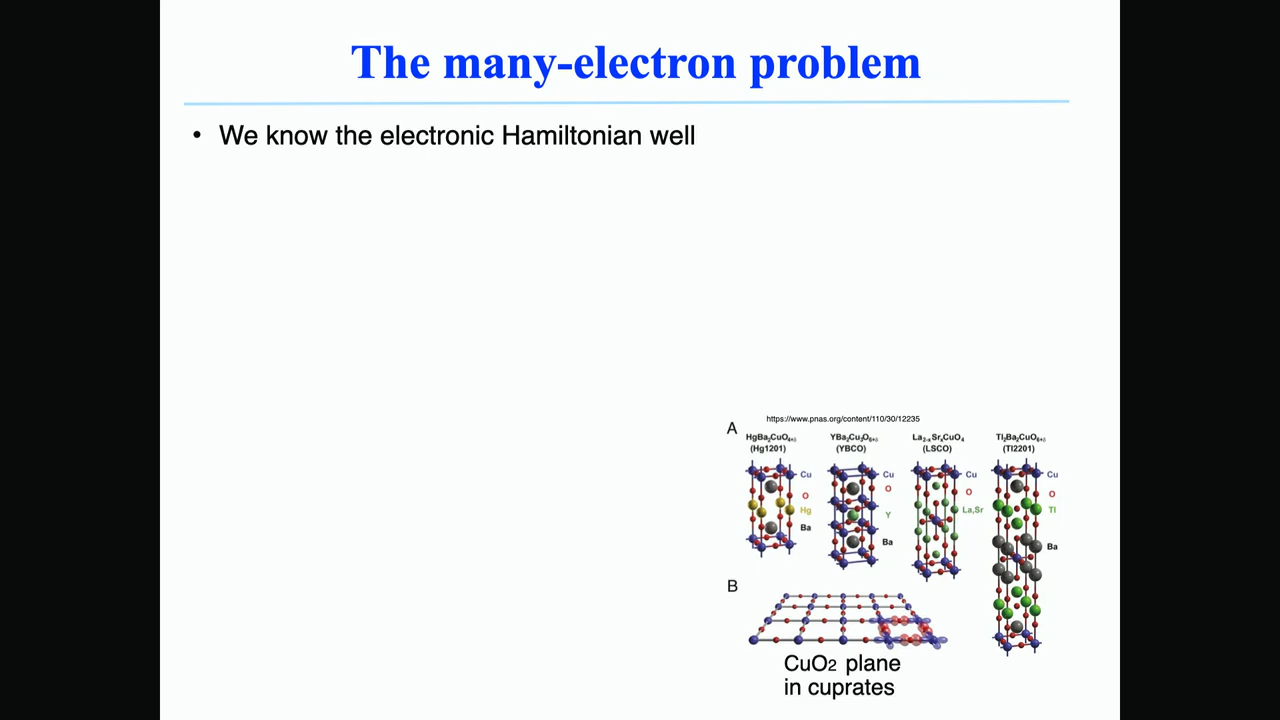 The many-electron problem
• We know the electronic Hamiltonian well
https://www.pnas.org/content/110/30/12235
A
HgBa₂CuO₄₊δ
(Hg1201)
YBa₂Cu₃O₆₊δ
(YBCO)
La₂₋ₓSrₓCuO₄
(LSCO)
Tl₂Ba₂CuO₆₊δ
(Tl2201)
Cu
O
Hg
Ba
Cu
O
Y
Ba
Cu
O
La,Sr
Cu
O
Tl
Ba
B
CuO₂ plane
in cuprates